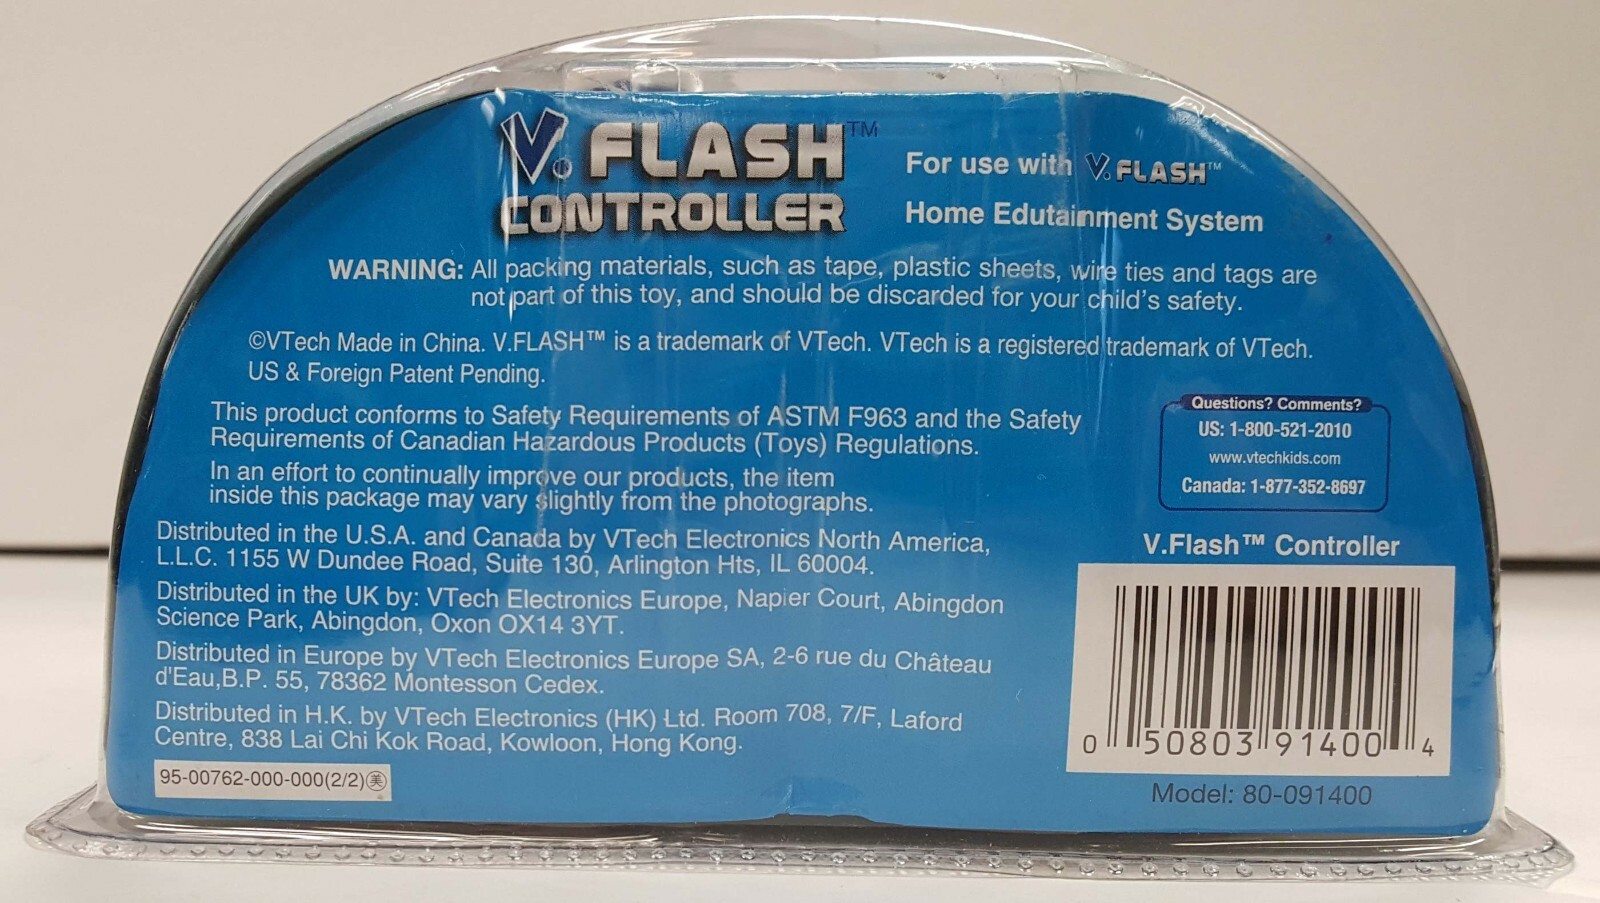 V. FLASH™
CONTROLLER
For use with V.FLASH™
Home Edutainment System
WARNING: All packing materials, such as tape, plastic sheets, wire ties and tags are
not part of this toy, and should be discarded for your child's safety.
©VTech Made in China. V.FLASH™ is a trademark of VTech. VTech is a registered trademark of VTech.
US & Foreign Patent Pending.
This product conforms to Safety Requirements of ASTM F963 and the Safety
Requirements of Canadian Hazardous Products (Toys) Regulations.
In an effort to continually improve our products, the item
inside this package may vary slightly from the photographs.
Questions? Comments?
US: 1-800-521-2010
www.vtechkids.com
Canada: 1-877-352-8697
Distributed in the U.S.A. and Canada by VTech Electronics North America,
L.L.C. 1155 W Dundee Road, Suite 130, Arlington Hts, IL 60004.
Distributed in the UK by: VTech Electronics Europe, Napier Court, Abingdon
Science Park, Abingdon, Oxon OX14 3YT.
Distributed in Europe by VTech Electronics Europe SA, 2-6 rue du Château
d'Eau,B.P. 55, 78362 Montesson Cedex.
Distributed in H.K. by VTech Electronics (HK) Ltd. Room 708, 7/F, Laford
Centre, 838 Lai Chi Kok Road, Kowloon, Hong Kong.
95-00762-000-000(2/2)美
V.Flash™ Controller
0 50803 91400 4
Model: 80-091400